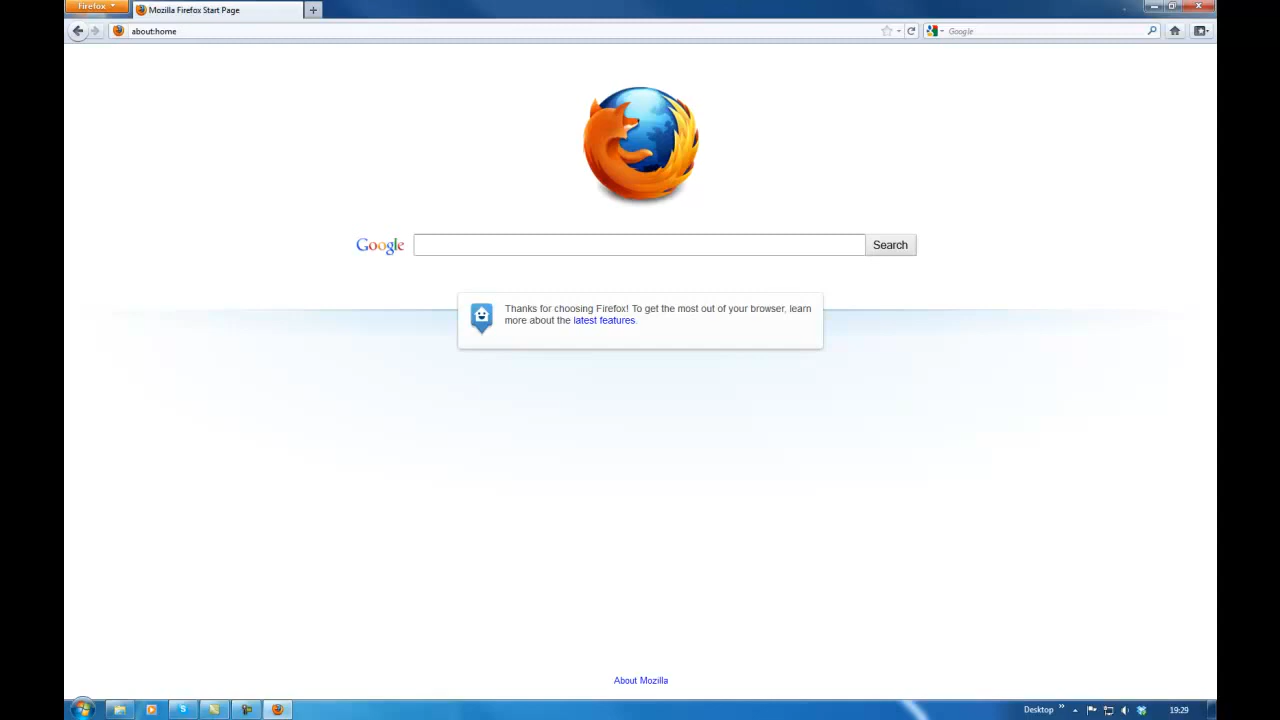 Firefox
Mozilla Firefox Start Page
about:home
Google
Google
Search
Thanks for choosing Firefox! To get the most out of your browser, learn
more about the latest features.
About Mozilla
Desktop
19:29